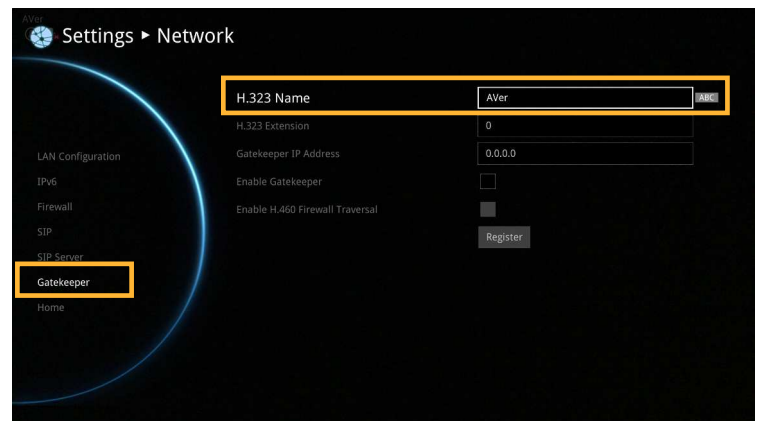 AVer
Settings ► Network
H.323 Name AVer ABC
H.323 Extension 0
Gatekeeper IP Address 0.0.0.0
Enable Gatekeeper
Enable H.460 Firewall Traversal
Register
LAN Configuration
IPv6
Firewall
SIP
SIP Server
Gatekeeper
Home